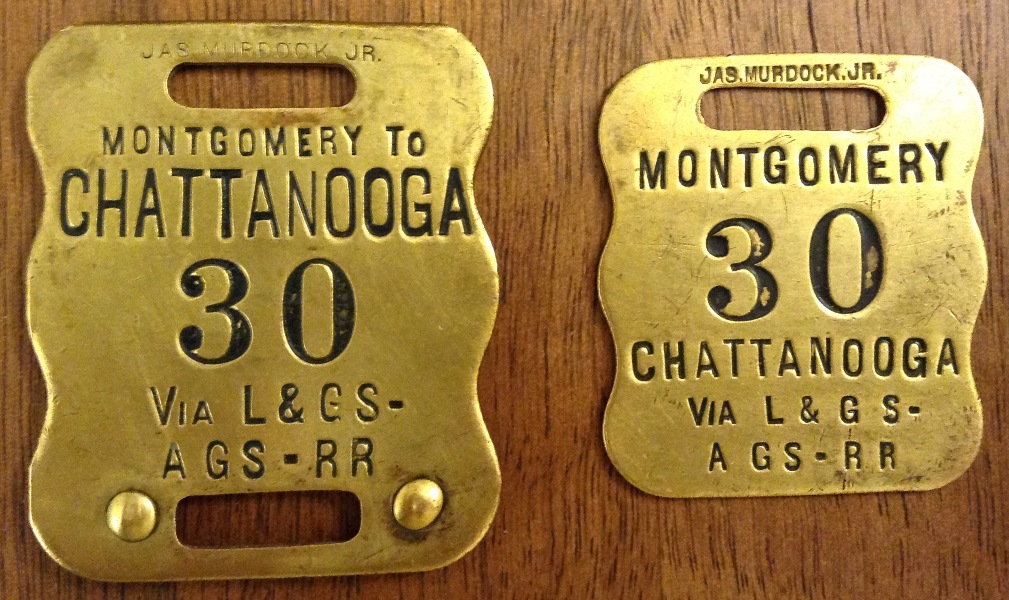 JAS. MURDOCK, JR.
MONTGOMERY TO
CHATTANOOGA
30
VIA L&GS-
AGS-RR
JAS. MURDOCK. JR.
MONTGOMERY
30
CHATTANOOGA
VIA L & G S-
A GS-RR